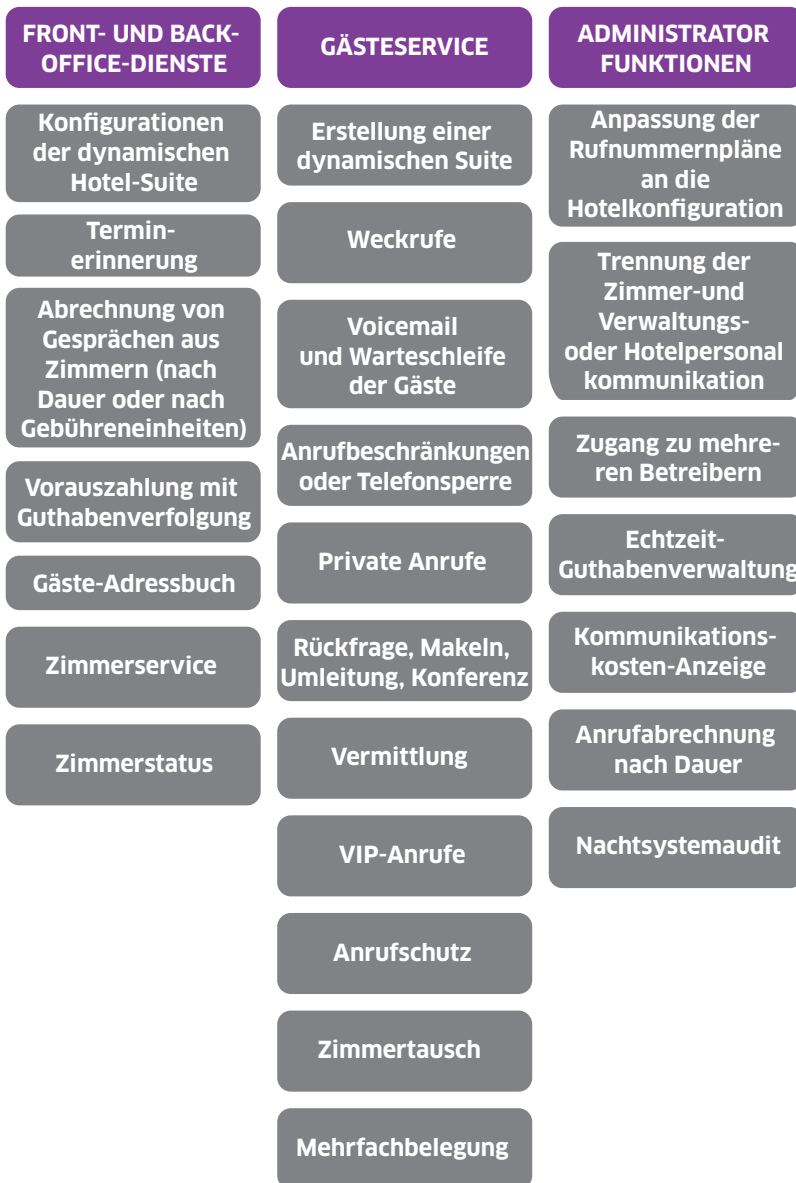 FRONT- UND BACK-
OFFICE-DIENSTE
Konfigurationen
der dynamischen
Hotel-Suite
Termin-
erinnerung
Abrechnung von
Gesprächen aus
Zimmern (nach
Dauer oder nach
Gebühreneinheiten)
Vorauszahlung mit
Guthabenverfolgung
Gäste-Adressbuch
Zimmerservice
Zimmerstatus
GÄSTESERVICE
Erstellung einer
dynamischen Suite
Weckrufe
Voicemail
und Warteschleife
der Gäste
Anrufbeschränkungen
oder Telefonsperre
Private Anrufe
Rückfrage, Makeln,
Umleitung, Konferenz
Vermittlung
VIP-Anrufe
Anrufschutz
Zimmertausch
Mehrfachbelegung
ADMINISTRATOR
FUNKTIONEN
Anpassung der
Rufnummernpläne
an die
Hotelkonfiguration
Trennung der
Zimmer-und
Verwaltungs-
oder Hotelpersonal
kommunikation
Zugang zu mehre-
ren Betreibern
Echtzeit-
Guthabenverwaltung
Kommunikations-
kosten-Anzeige
Anrufabrechnung
nach Dauer
Nachtsystemaudit